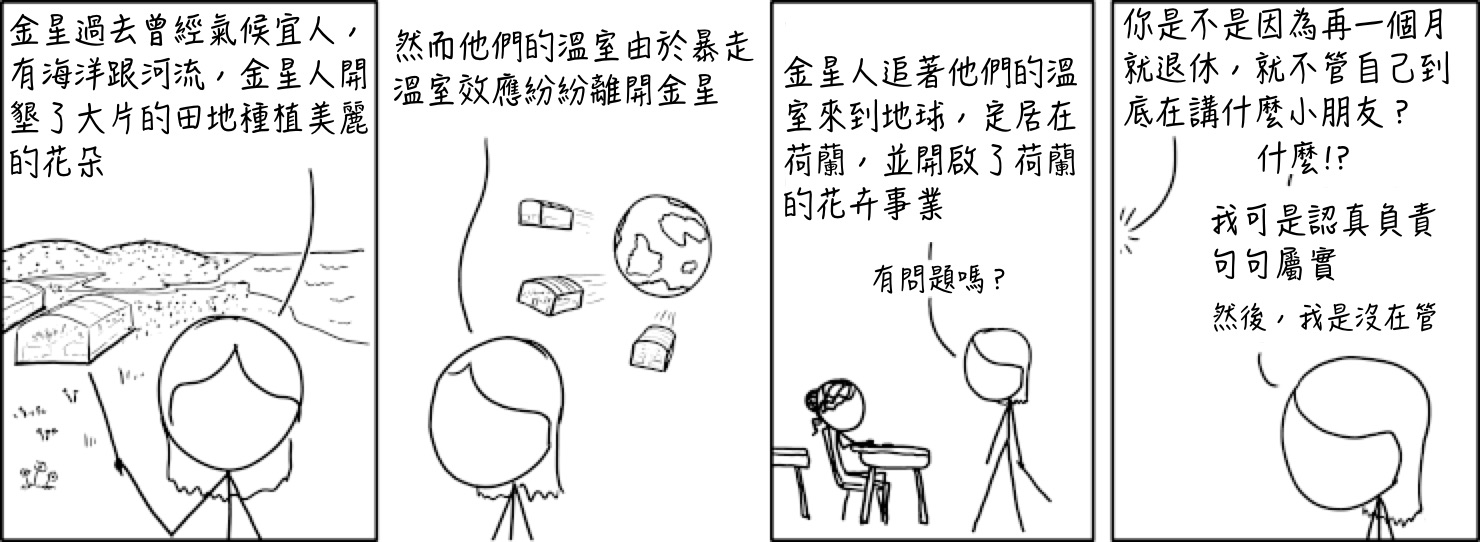 金星過去曾經氣候宜人，
有海洋跟河流，金星人開
墾了大片的田地種植美麗
的花朵
然而他們的溫室由於暴走
溫室效應紛紛離開金星
金星人追著他們的溫
室來到地球，定居在
荷蘭，並開啟了荷蘭
的花卉事業
有問題嗎？
你是不是因為再一個月
就退休，就不管自己到
底在講什麼小朋友？
什麼!?
我可是認真負責
句句屬實
然後，我是沒在管